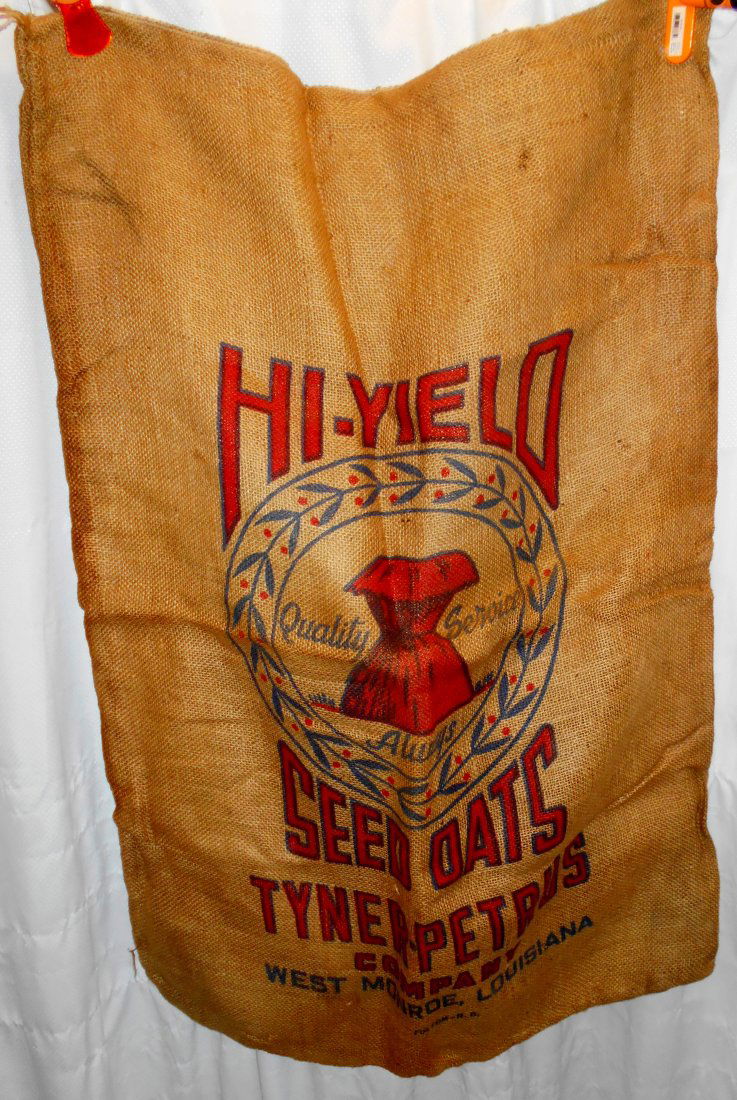 HI-YIELD
Quality Service
Always
SEED OATS
TYNER-PETRUS
COMPANY
WEST MONROE, LOUISIANA